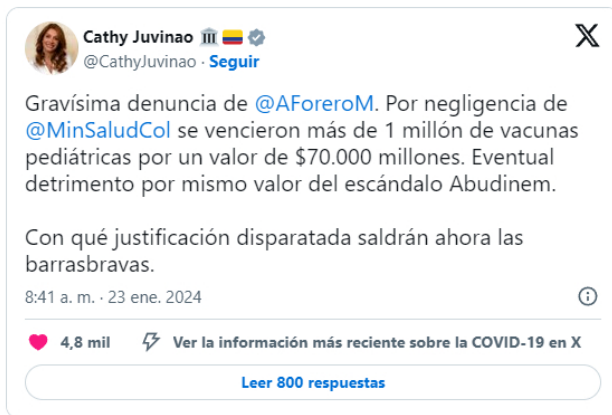 Cathy Juvinao 🏛️🇨🇴
@CathyJuvinao · Seguir
Gravísima denuncia de @AForeroM. Por negligencia de
@MinSaludCol se vencieron más de 1 millón de vacunas
pediátricas por un valor de $70.000 millones. Eventual
detrimento por mismo valor del escándalo Abudinem.
Con qué justificación disparatada saldrán ahora las
barrasbravas.
8:41 a. m. · 23 ene. 2024
4,8 mil Ver la información más reciente sobre la COVID-19 en X
Leer 800 respuestas